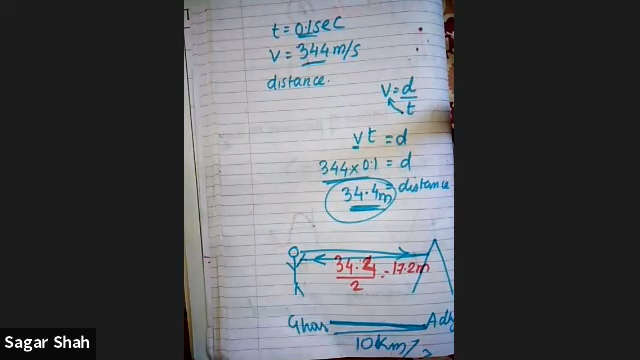 t = 0.1sec
v = 344m/s
distance.
v = d
t
vt = d
344 x 0.1 = d
34.4m = distance
34.4 - 17.2m
2
Ghar
10Km/
Sagar Shah